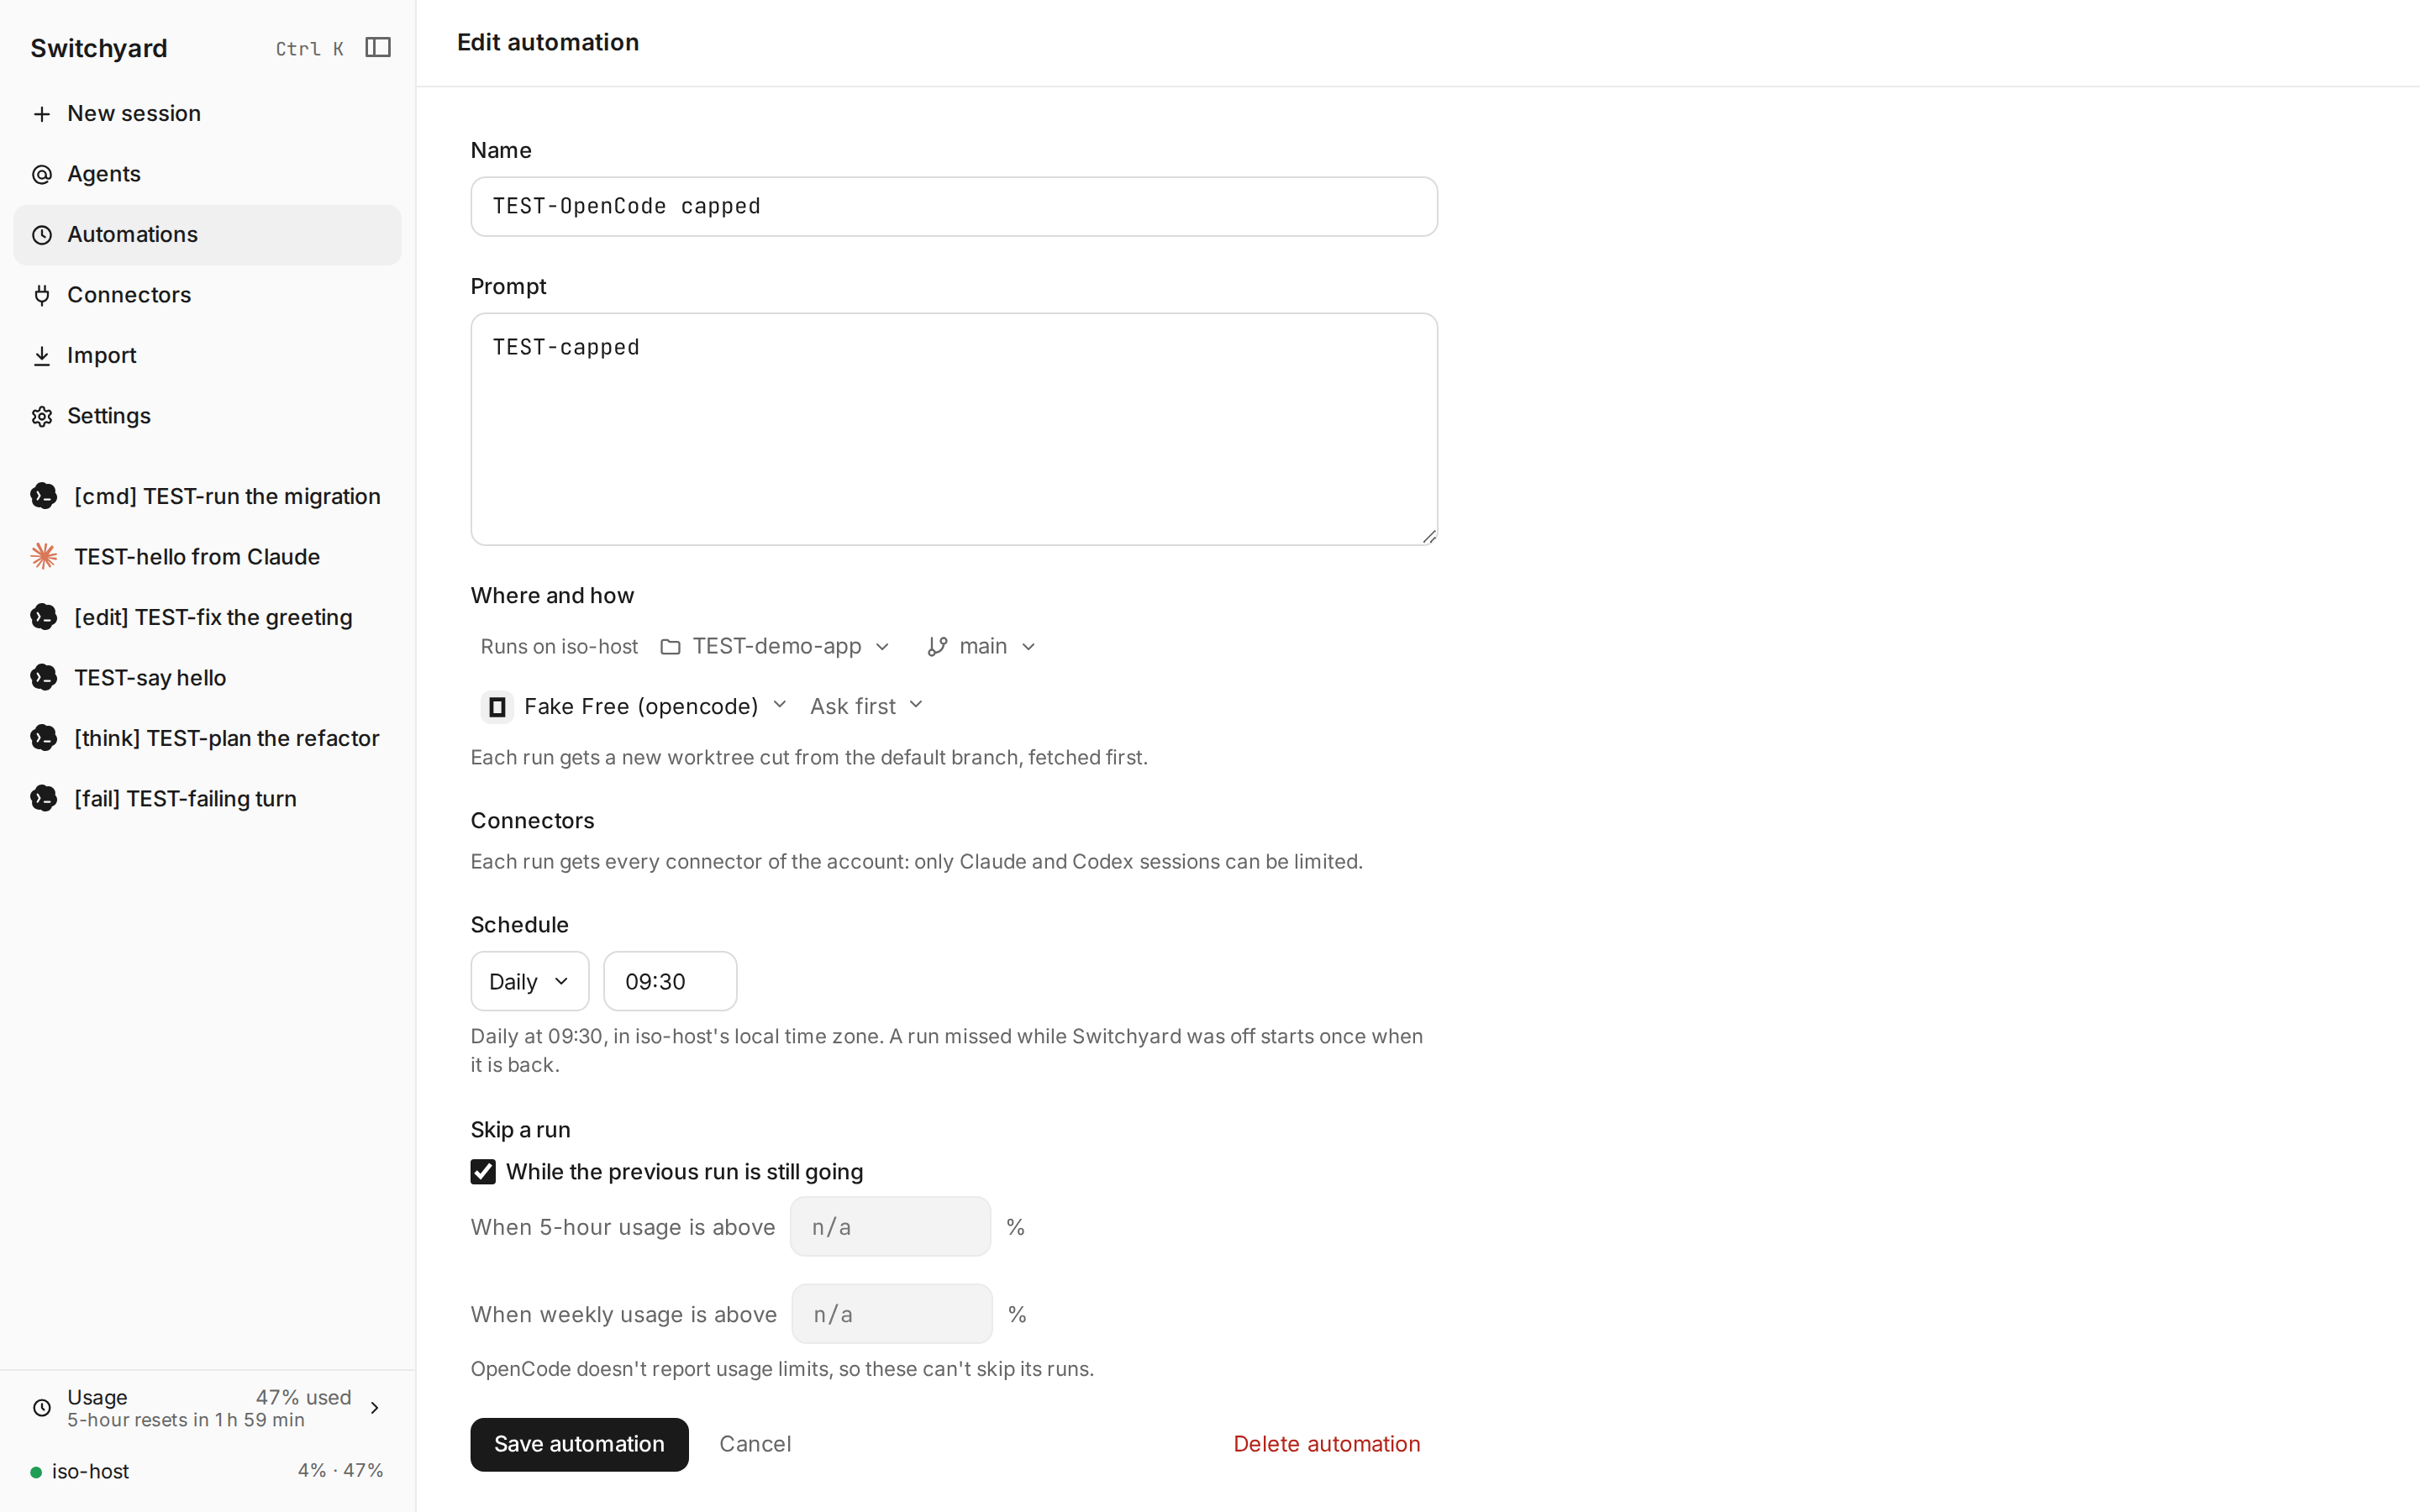 Switchyard
Ctrl K
New session
Agents
Automations
Connectors
Import
Settings
[cmd] TEST-run the migration
TEST-hello from Claude
[edit] TEST-fix the greeting
TEST-say hello
[think] TEST-plan the refactor
[fail] TEST-failing turn
Usage
47% used
5-hour resets in 1 h 59 min
iso-host
4% · 47%
Edit automation
Name
TEST-OpenCode capped
Prompt
TEST-capped
Where and how
Runs on iso-host
TEST-demo-app
main
Fake Free (opencode)
Ask first
Each run gets a new worktree cut from the default branch, fetched first.
Connectors
Each run gets every connector of the account: only Claude and Codex sessions can be limited.
Schedule
Daily
09:30
Daily at 09:30, in iso-host's local time zone. A run missed while Switchyard was off starts once when
it is back.
Skip a run
While the previous run is still going
When 5-hour usage is above
n/a
%
When weekly usage is above
n/a
%
OpenCode doesn't report usage limits, so these can't skip its runs.
Save automation
Cancel
Delete automation